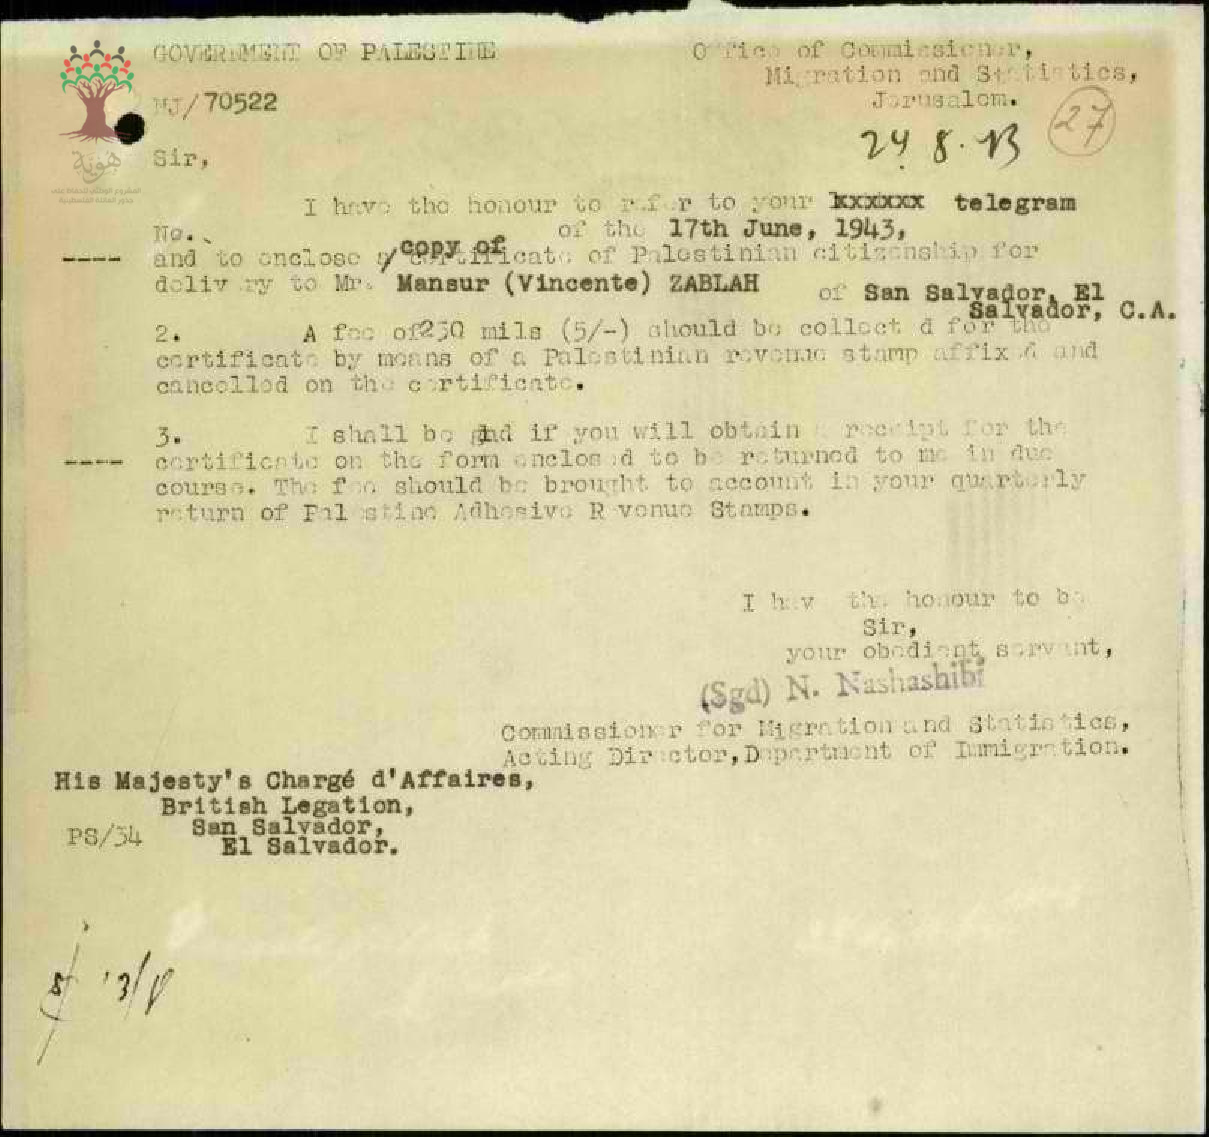 GOVERNMENT OF PALESTINE
Office of Commissioner,
Migration and Statistics,
Jerusalem.
MJ/70522
27
24.8.43
هوية
Sir,
I have the honour to refer to your xxxxxx telegram
No. of the 17th June, 1943,
---- and to enclose a/copy of certificate of Palestinian citizenship for
delivery to Mr. Mansur (Vincente) ZABLAH of San Salvador, El
Salvador, C.A.
2. A fee of 250 mils (5/-) should be collected for the
certificate by means of a Palestinian revenue stamp affixed and
cancelled on the certificate.
3. I shall be glad if you will obtain a receipt for the
---- certificate on the form enclosed to be returned to me in due
course. The fee should be brought to account in your quarterly
return of Palestine Adhesive Revenue Stamps.
I have the honour to be
Sir,
your obedient servant,
(Sgd) N. Nashashibi
Commissioner for Migration and Statistics,
Acting Director, Department of Immigration.
His Majesty's Chargé d'Affaires,
British Legation,
San Salvador,
El Salvador.
PS/34